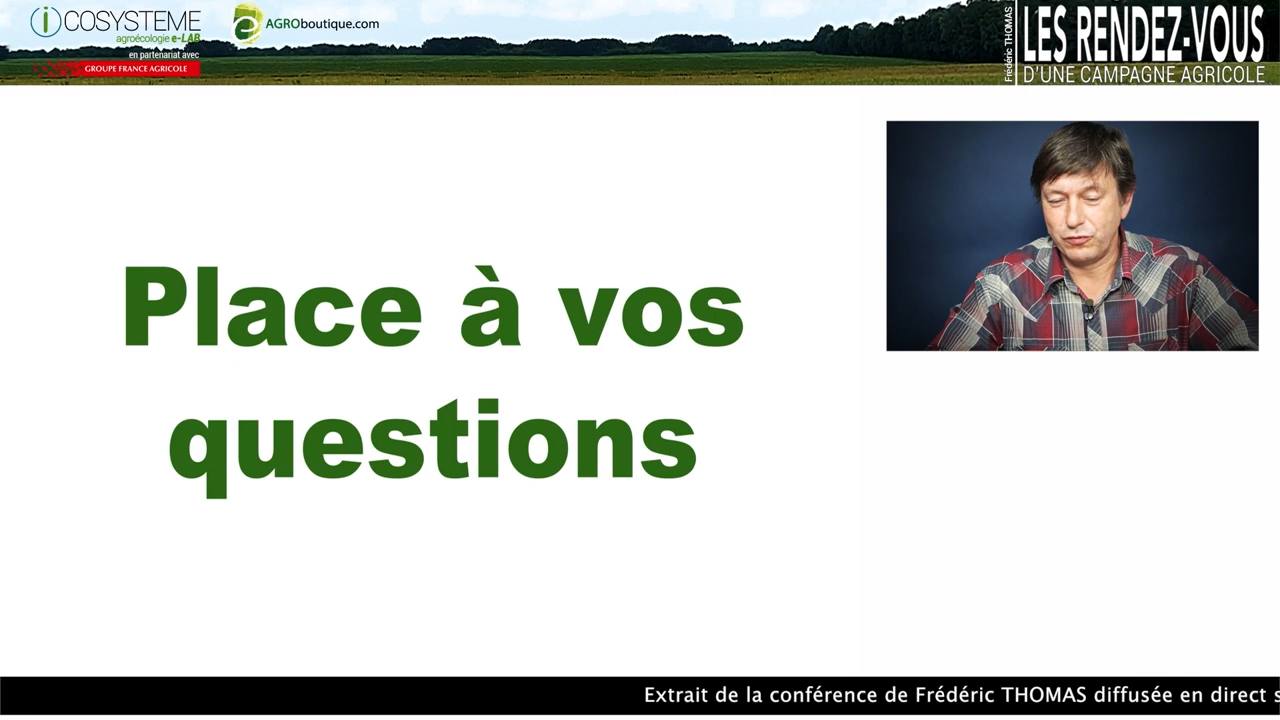 iCOSYSTEME
agroécologie e-LAB
en partenariat avec
GROUPE FRANCE AGRICOLE
e AGROboutique.com
Frédéric THOMAS
LES RENDEZ-VOUS
D'UNE CAMPAGNE AGRICOLE
Place à vos
questions
Extrait de la conférence de Frédéric THOMAS diffusée en direct s